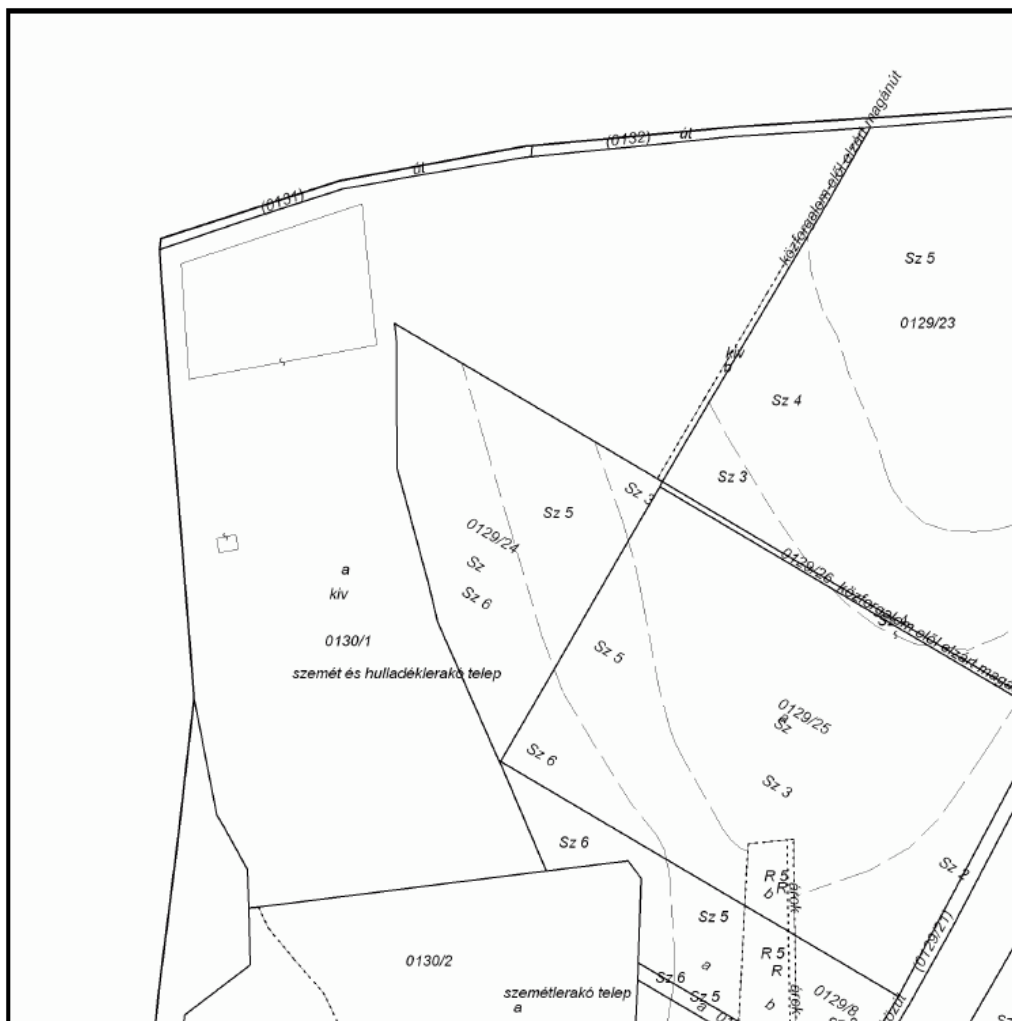 közforgalom elől elzárt magánút
(0132)
út
út
(0131)
Sz 5
0129/23
kiv
b
Sz 4
Sz 3
Sz 3
Sz 5
0129/24
Sz
Sz 6
0129/26 közforgalom elől elzárt magá
a
kiv
0130/1
szemét és hulladéklerakó telep
Sz 5
0129/25
a
Sz
Sz 6
Sz 3
Sz 6
Sz 2
R 5
R
b
árok
Sz 5
(0129/21)
0130/2
a
R 5
R
Sz 6
szemétlerakó telep
a
Sz 5
a
b
árok
0129/8